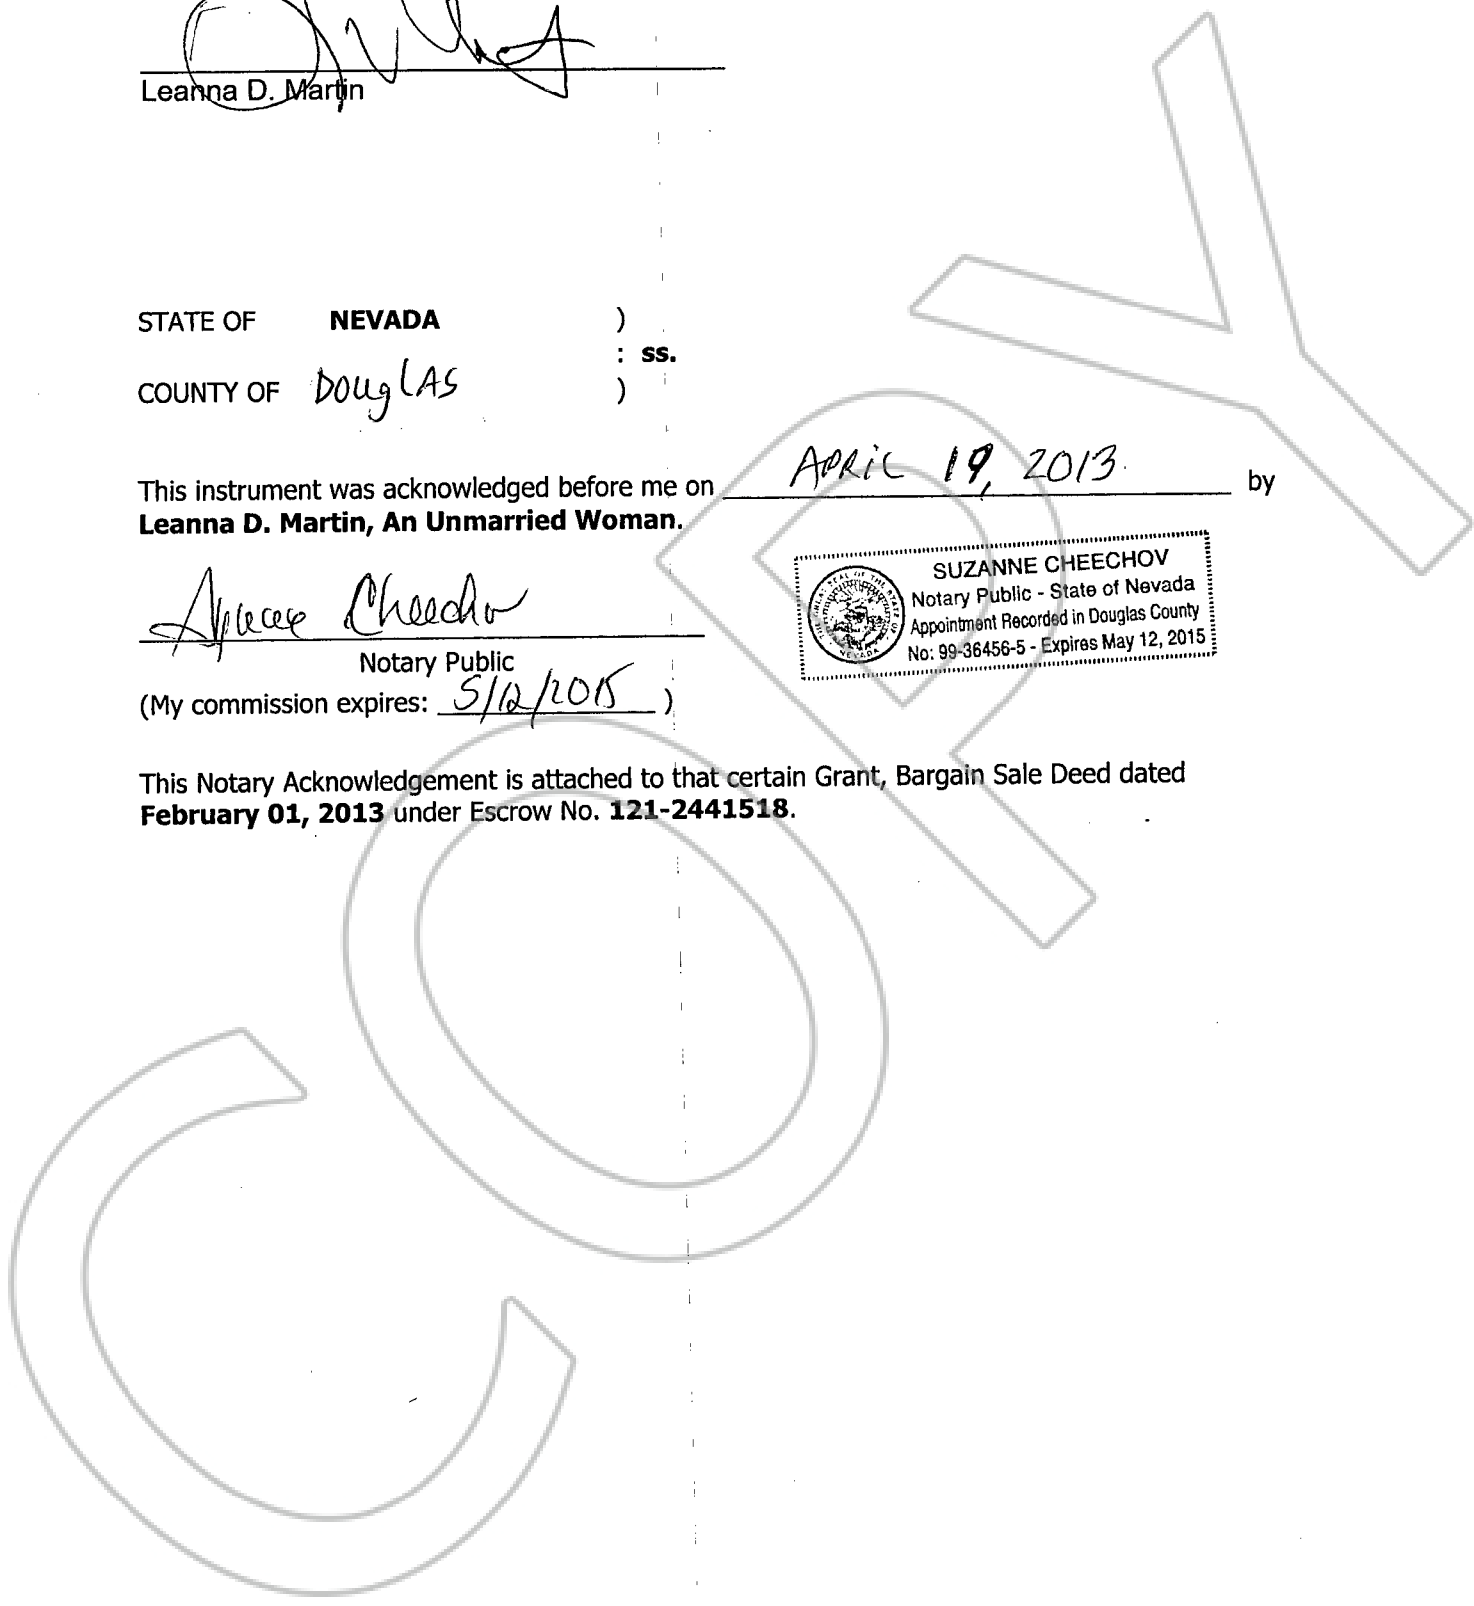 Leanna D. Martin
STATE OF NEVADA )
: ss.
COUNTY OF DouglAS )
This instrument was acknowledged before me on APRiL 19, 2013. by
Leanna D. Martin, An Unmarried Woman.
SUZANNE CHEECHOV
Notary Public - State of Nevada
Appointment Recorded in Douglas County
No: 99-36456-5 - Expires May 12, 2015
Cheechov
Notary Public
(My commission expires: 5/12/2015 )
This Notary Acknowledgement is attached to that certain Grant, Bargain Sale Deed dated
February 01, 2013 under Escrow No. 121-2441518.
COPY